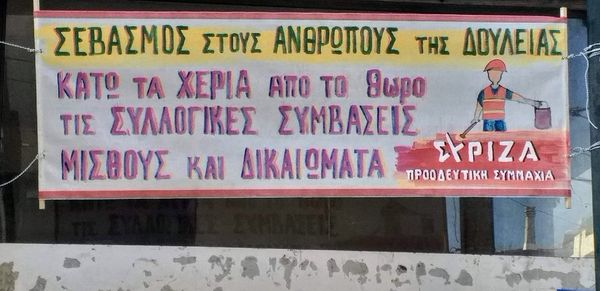 ΣΕΒΑΣΜΟΣ ΣΤΟΥΣ ΑΝΘΡΩΠΟΥΣ ΤΗΣ ΔΟΥΛΕΙΑΣ
ΚΑΤΩ ΤΑ ΧΕΡΙΑ ΑΠΟ ΤΟ 8ωρο
ΤΙΣ ΣΥΛΛΟΓΙΚΕΣ ΣΥΜΒΑΣΕΙΣ
ΜΙΣΘΟΥΣ ΚΑΙ ΔΙΚΑΙΩΜΑΤΑ
ΣΥΡΙΖΑ
ΠΡΟΟΔΕΥΤΙΚΗ ΣΥΜΜΑΧΙΑ